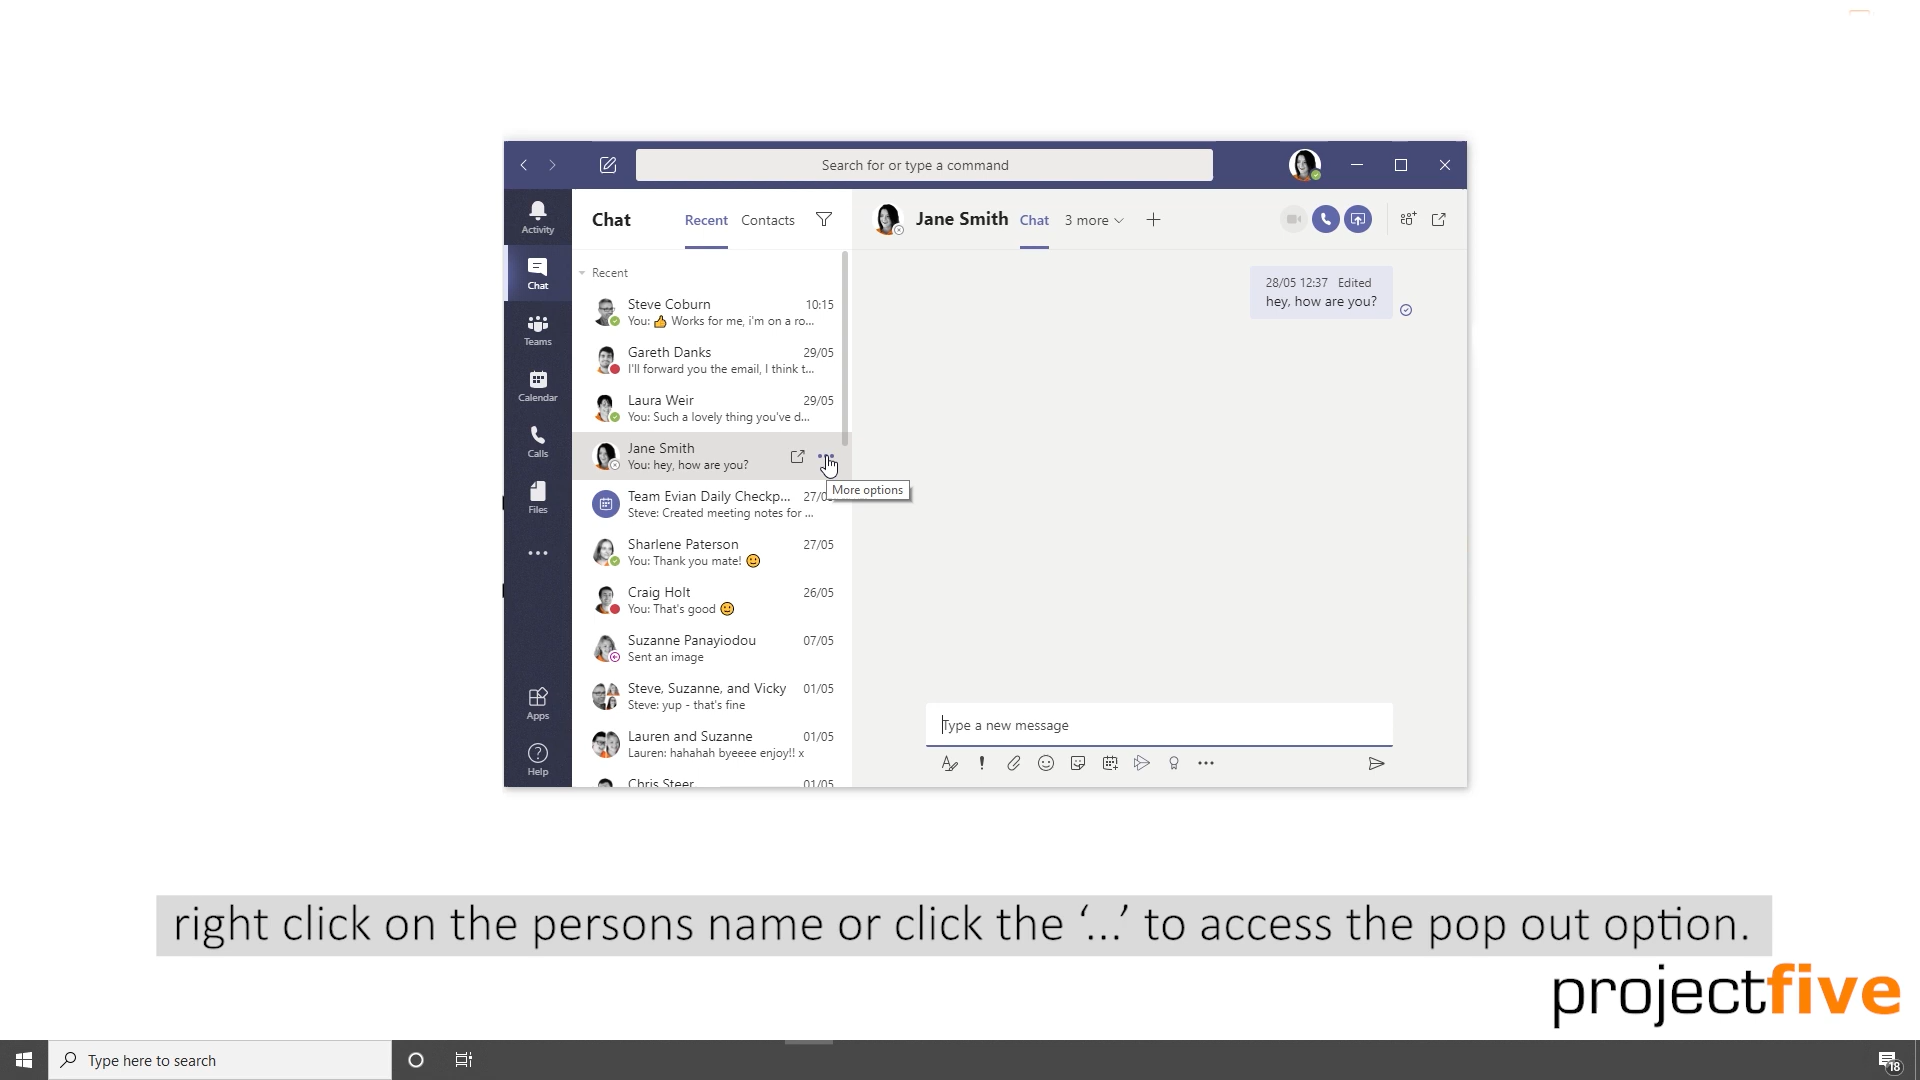 Search for or type a command
Activity
Chat
Teams
Calendar
Calls
Files
Apps
Help
Chat
Recent
Contacts
Recent
Steve Coburn 10:15
You: 👍 Works for me, i'm on a ro...
Gareth Danks 29/05
I'll forward you the email, I think t...
Laura Weir 29/05
You: Such a lovely thing you've d...
Jane Smith
You: hey, how are you?
More options
Team Evian Daily Checkp... 27/05
Steve: Created meeting notes for ...
Sharlene Paterson 27/05
You: Thank you mate! 🙂
Craig Holt 26/05
You: That's good 🙂
Suzanne Panayiodou 07/05
Sent an image
Steve, Suzanne, and Vicky 01/05
Steve: yup - that's fine
Lauren and Suzanne 01/05
Lauren: hahahah byeeee enjoy!! x
Chris Steer 01/05
Jane Smith Chat 3 more
28/05 12:37 Edited
hey, how are you?
Type a new message
right click on the persons name or click the ‘...’ to access the pop out option.
projectfive
Type here to search
18